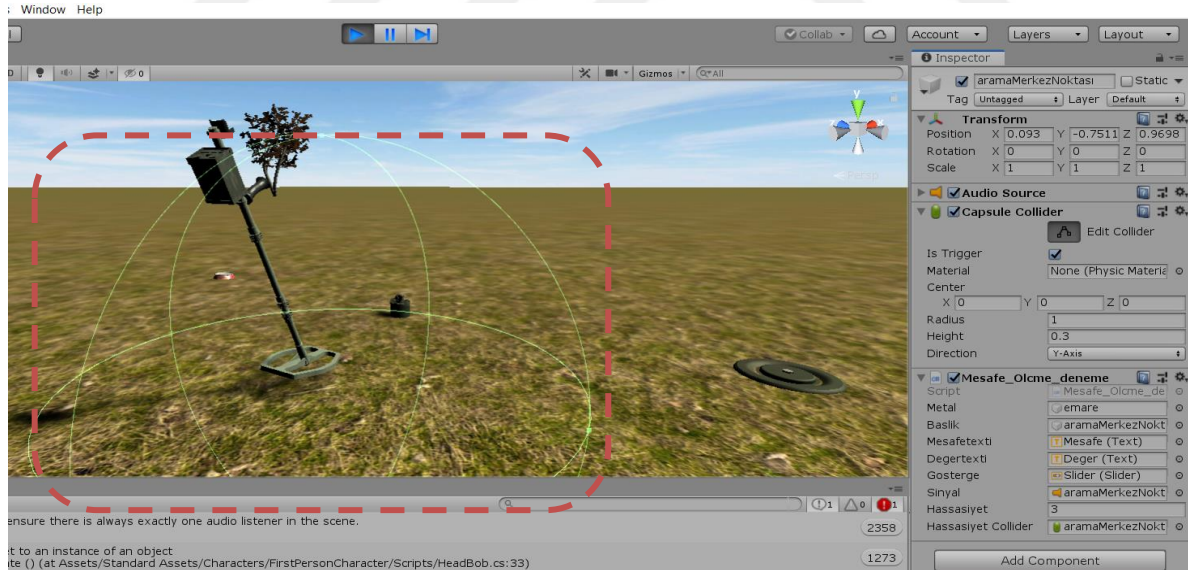 Window Help
Collab
Account
Layers
Layout
0
Gizmos
All
y
Persp
Inspector
aramaMerkezNoktası
Static
Tag Untagged Layer Default
Transform
Position X 0.093 Y -0.7511 Z 0.9698
Rotation X 0 Y 0 Z 0
Scale X 1 Y 1 Z 1
Audio Source
Capsule Collider
Edit Collider
Is Trigger
Material None (Physic Materia
Center
X 0 Y 0 Z 0
Radius 1
Height 0.3
Direction Y-Axis
Mesafe_Olcme_deneme
Script Mesafe_Olcme_de
Metal emare
Baslik aramaMerkezNokt
Mesafetexti Mesafe (Text)
Degertexti Deger (Text)
Gosterge Slider (Slider)
Sinyal aramaMerkezNokt
Hassasiyet 3
Hassasiyet Collider aramaMerkezNokt
Add Component
1 0 1
ensure there is always exactly one audio listener in the scene.
2358
et to an instance of an object
te () (at Assets/Standard Assets/Characters/FirstPersonCharacter/Scripts/HeadBob.cs:33)
1273